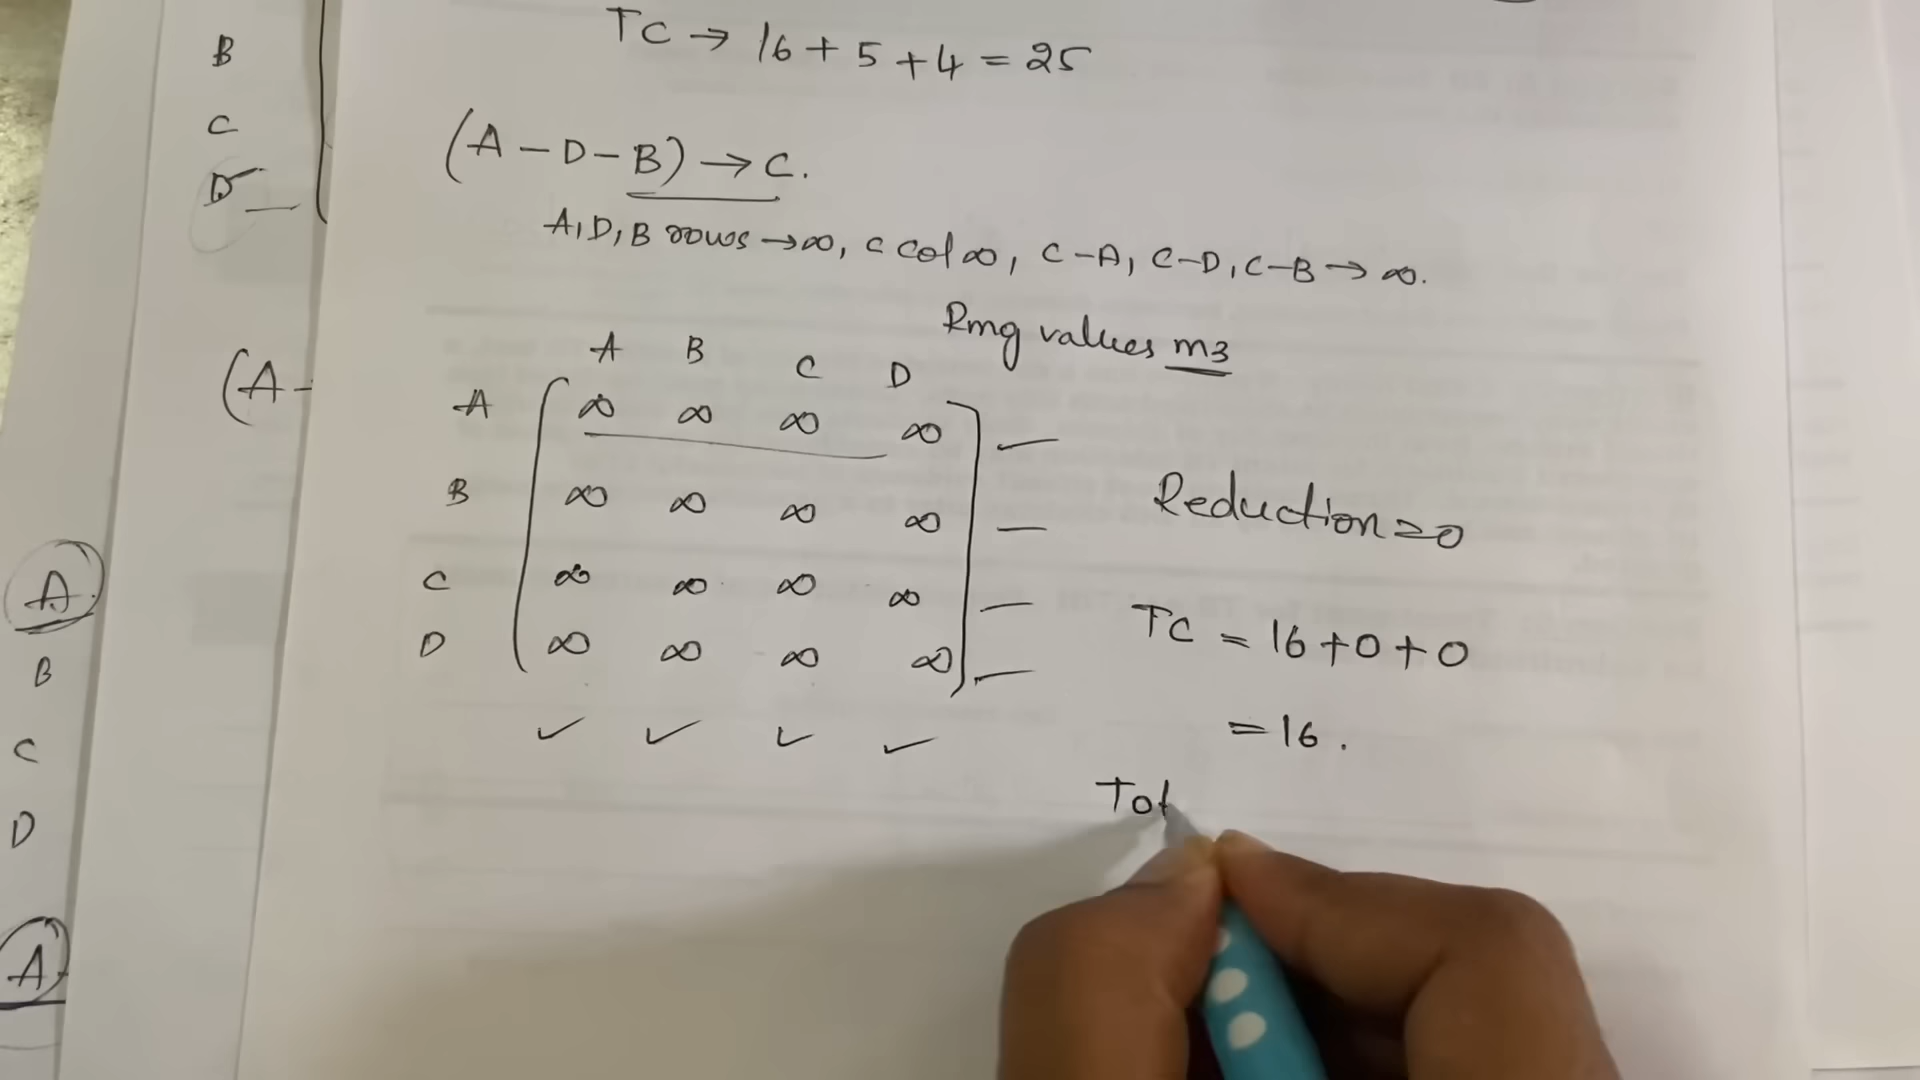 TC → 16 + 5 + 4 = 25
(A - D - B) → C.
A, D, B rows → ∞, C col ∞, C-A, C-D, C-B → ∞.
Rmg values m3
A B C D
A ∞ ∞ ∞ ∞ —
B ∞ ∞ ∞ ∞ —
C ∞ ∞ ∞ ∞ —
D ∞ ∞ ∞ ∞ —
✓ ✓ ✓ ✓
Reduction = 0
TC = 16 + 0 + 0
= 16.
Tot
B
C
D
(A -
A
B
C
D
A